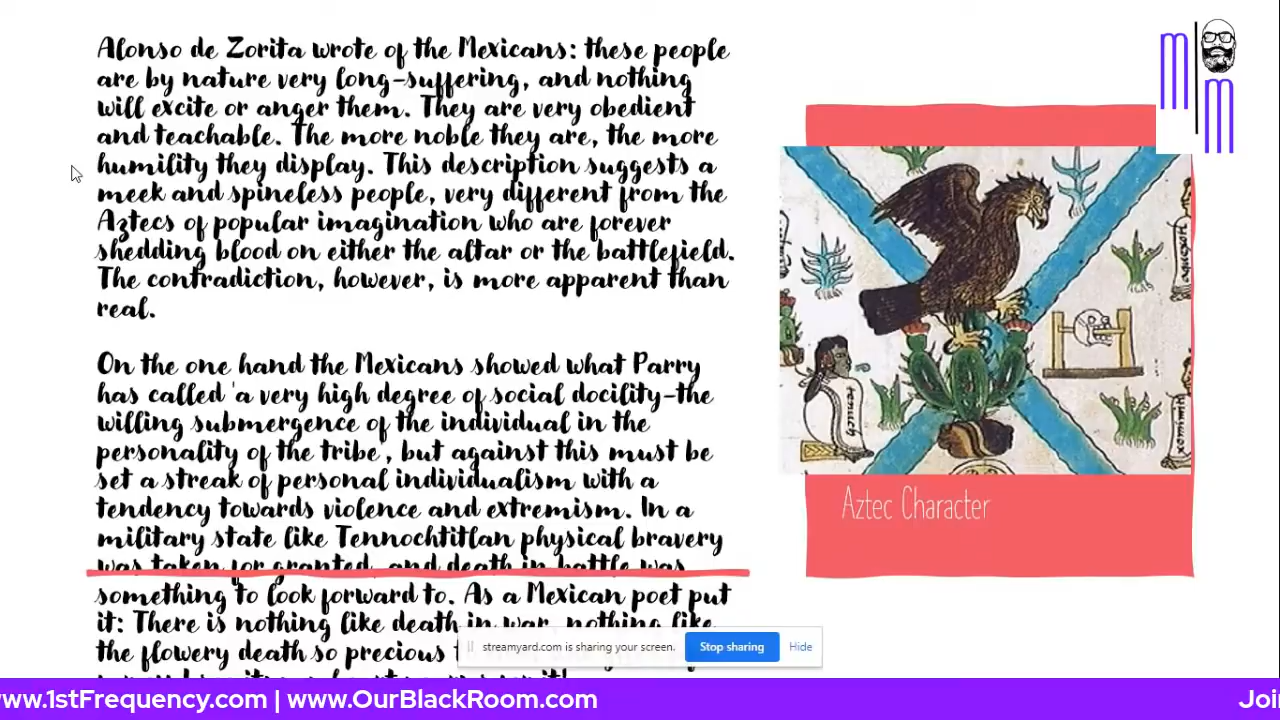 Alonso de Zorita wrote of the Mexicans: these people
are by nature very long-suffering, and nothing
will excite or anger them. They are very obedient
and teachable. The more noble they are, the more
humility they display. This description suggests a
meek and spineless people, very different from the
Aztecs of popular imagination who are forever
shedding blood on either the altar or the battlefield.
The contradiction, however, is more apparent than
real.
On the one hand the Mexicans showed what Parry
has called 'a very high degree of social docility-the
willing submergence of the individual in the
personality of the tribe', but against this must be
set a streak of personal individualism with a
tendency towards violence and extremism. In a
military state like Tennochtitlan physical bravery
was taken for granted, and death in battle was
something to look forward to. As a Mexican poet put
it: There is nothing like death in war, nothing like
the flowery death so precious
Aztec Character
streamyard.com is sharing your screen.
Stop sharing
Hide
www.1stFrequency.com | www.OurBlackRoom.com
Joi